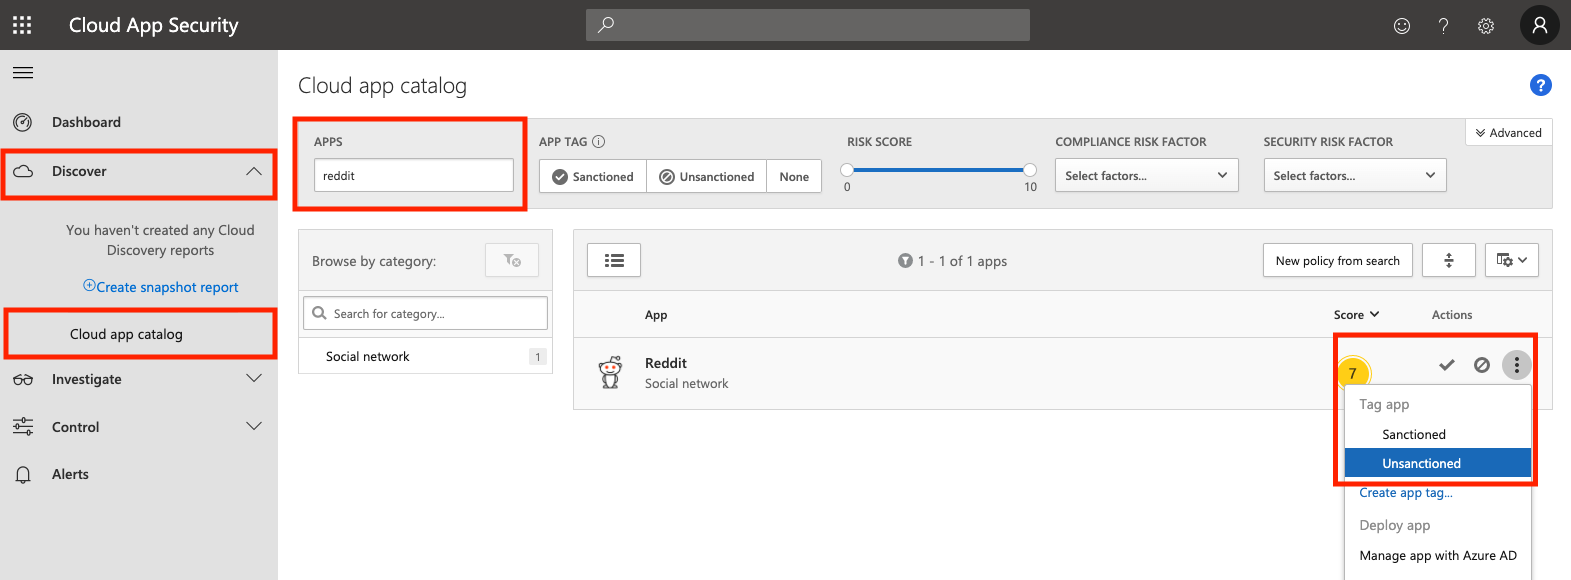 Cloud App Security
?
Dashboard
Discover
You haven't created any Cloud
Discovery reports
Create snapshot report
Cloud app catalog
Investigate
Control
Alerts
Cloud app catalog
?
APPS
reddit
APP TAG
Sanctioned
Unsanctioned
None
RISK SCORE
0
10
COMPLIANCE RISK FACTOR
Select factors...
SECURITY RISK FACTOR
Select factors...
Advanced
Browse by category:
Search for category...
Social network
1
1 - 1 of 1 apps
New policy from search
App
Score
Actions
Reddit
Social network
7
Tag app
Sanctioned
Unsanctioned
Create app tag...
Deploy app
Manage app with Azure AD